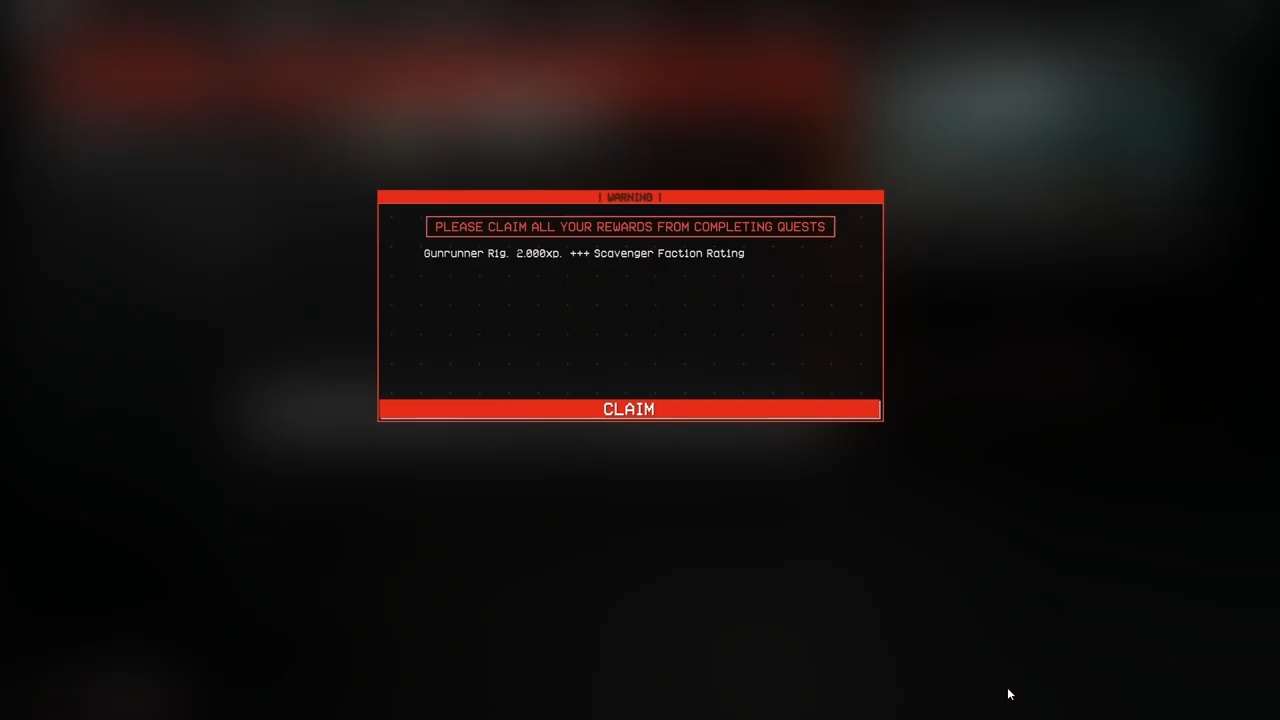 ! WARNING !
PLEASE CLAIM ALL YOUR REWARDS FROM COMPLETING QUESTS
Gunrunner Rig, 2,000xp, +++ Scavenger Faction Rating
CLAIM